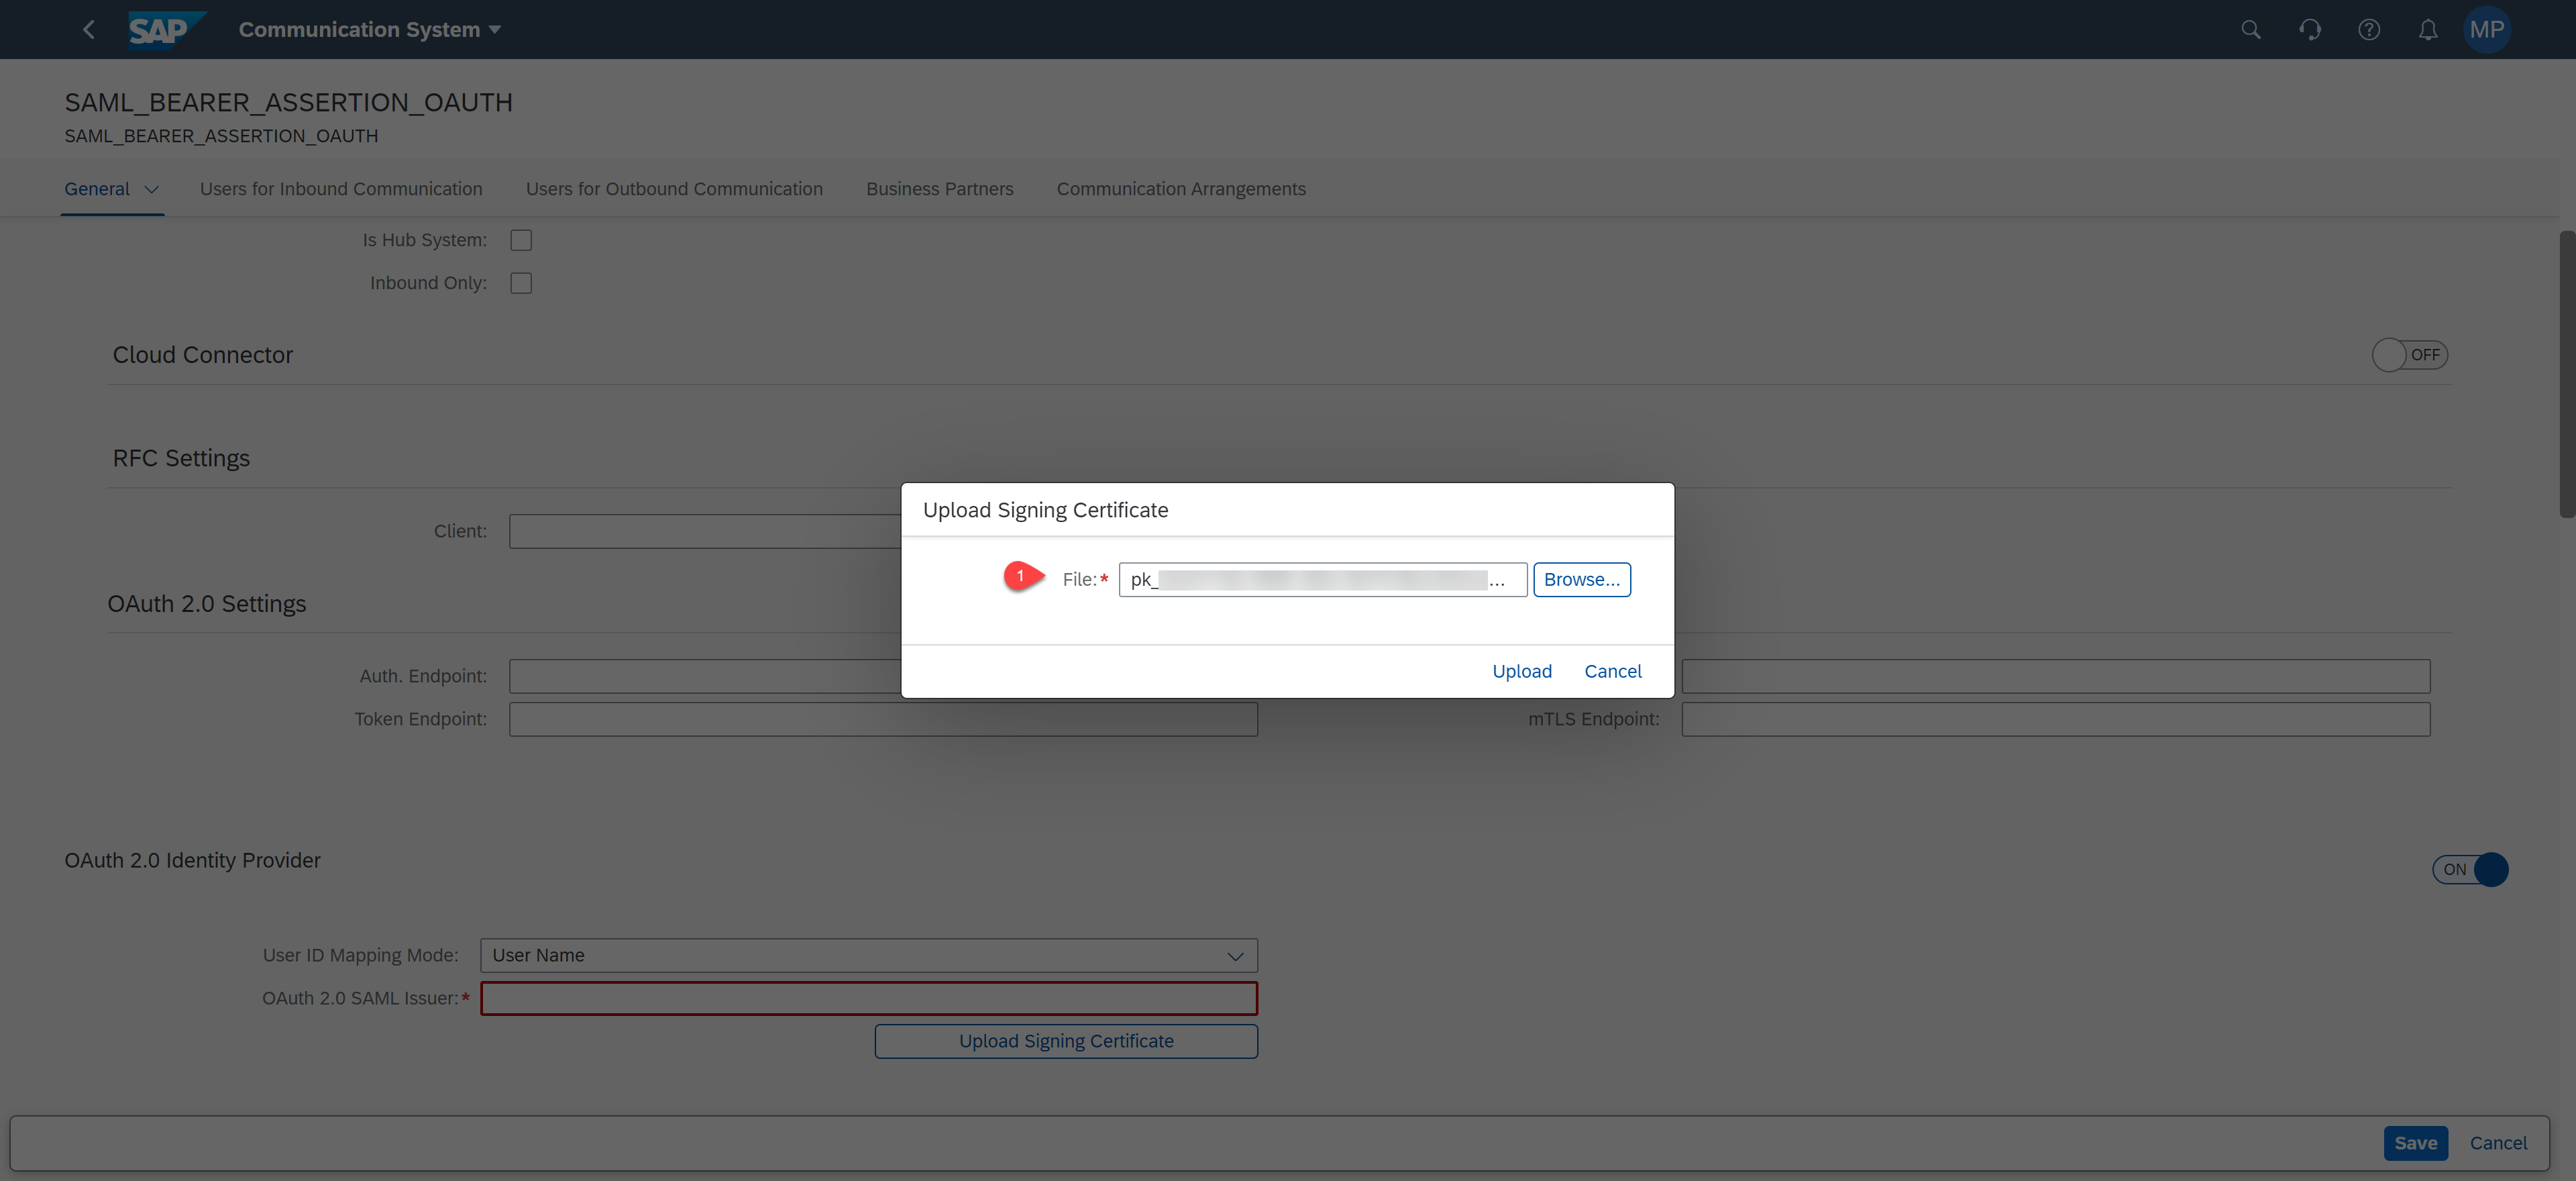 SAP Communication System MP
SAML_BEARER_ASSERTION_OAUTH
SAML_BEARER_ASSERTION_OAUTH
General Users for Inbound Communication Users for Outbound Communication Business Partners Communication Arrangements
Is Hub System:
Inbound Only:
Cloud Connector OFF
RFC Settings
Client:
Upload Signing Certificate
1 File:* pk_ ... Browse...
Upload Cancel
OAuth 2.0 Settings
Auth. Endpoint:
Token Endpoint: mTLS Endpoint:
OAuth 2.0 Identity Provider ON
User ID Mapping Mode: User Name
OAuth 2.0 SAML Issuer:*
Upload Signing Certificate
Save Cancel